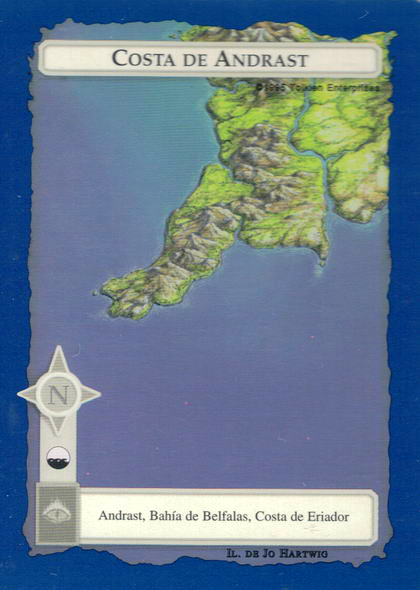 Costa de Andrast
©1995 Tolkien Enterprises
N
Andrast, Bahía de Belfalas, Costa de Eriador
Il. de Jo Hartwig